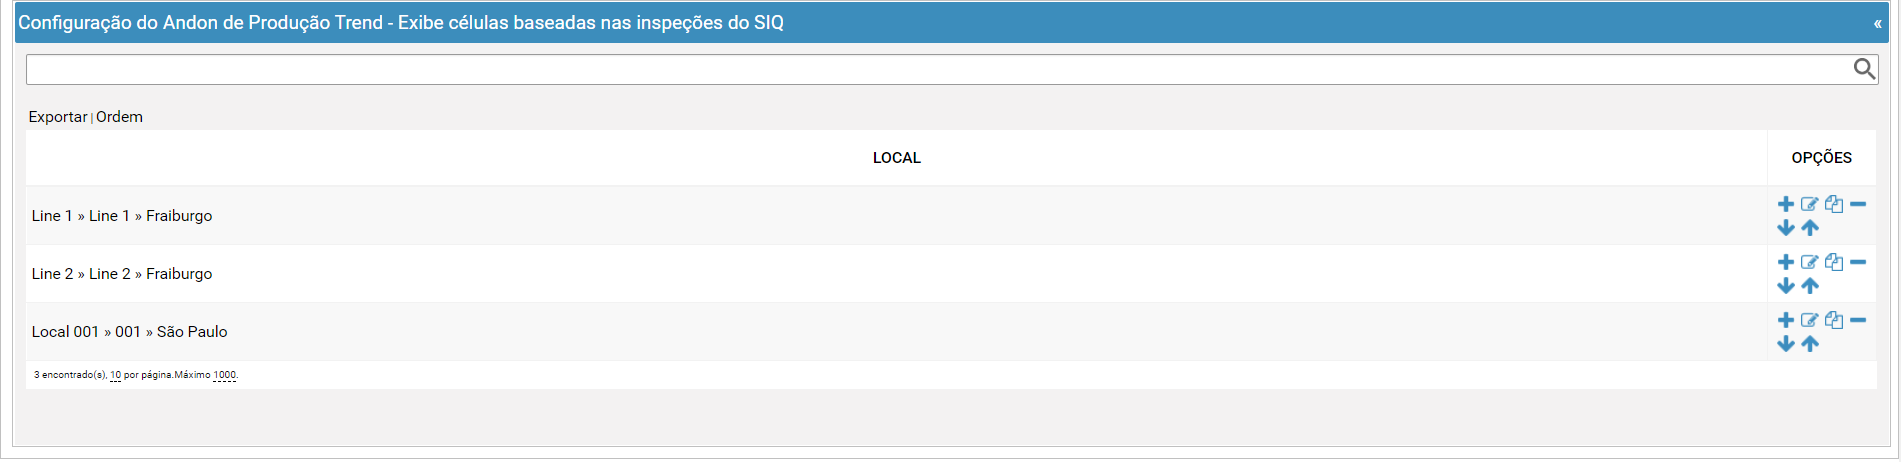 Configuração do Andon de Produção Trend - Exibe células baseadas nas inspeções do SIQ «
Exportar | Ordem
LOCAL OPÇÕES
Line 1 » Line 1 » Fraiburgo
Line 2 » Line 2 » Fraiburgo
Local 001 » 001 » São Paulo
3 encontrado(s), 10 por página.Máximo 1000.